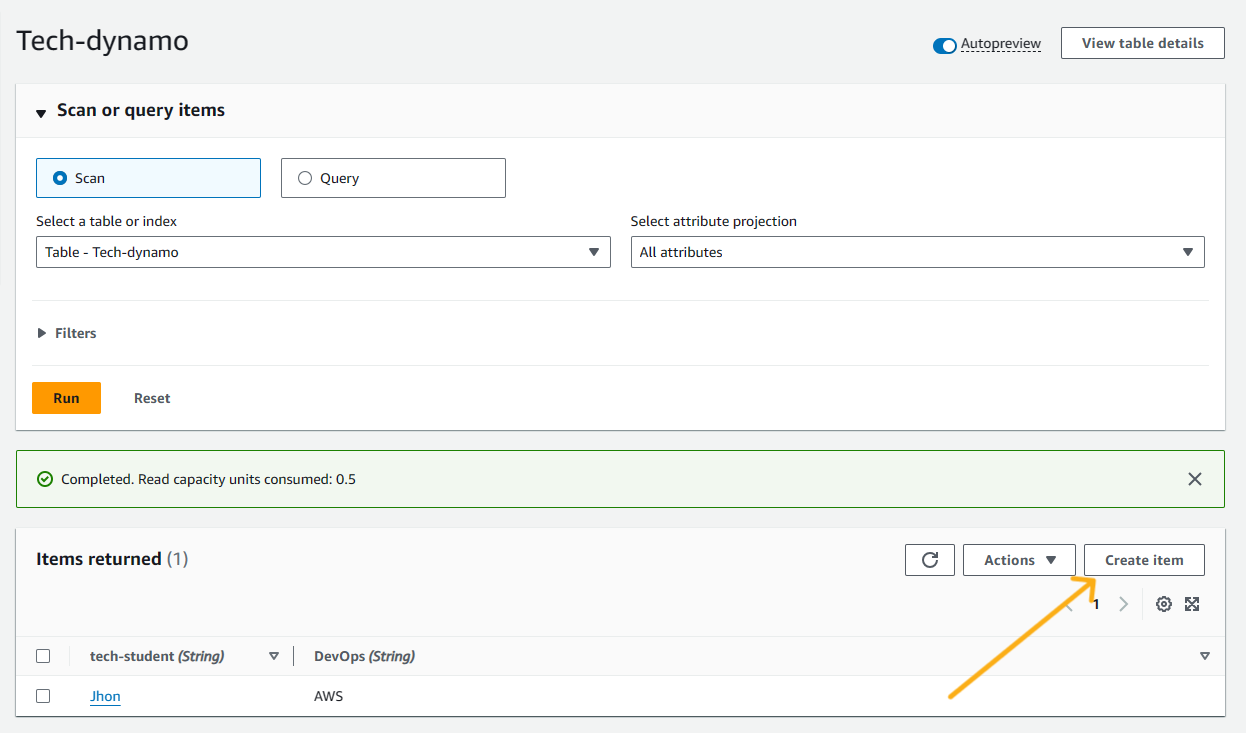 Tech-dynamo
Autopreview
View table details
Scan or query items
Scan
Query
Select a table or index
Select attribute projection
Table - Tech-dynamo
All attributes
Filters
Run
Reset
Completed. Read capacity units consumed: 0.5
Items returned (1)
Actions
Create item
1
tech-student (String)
DevOps (String)
Jhon
AWS